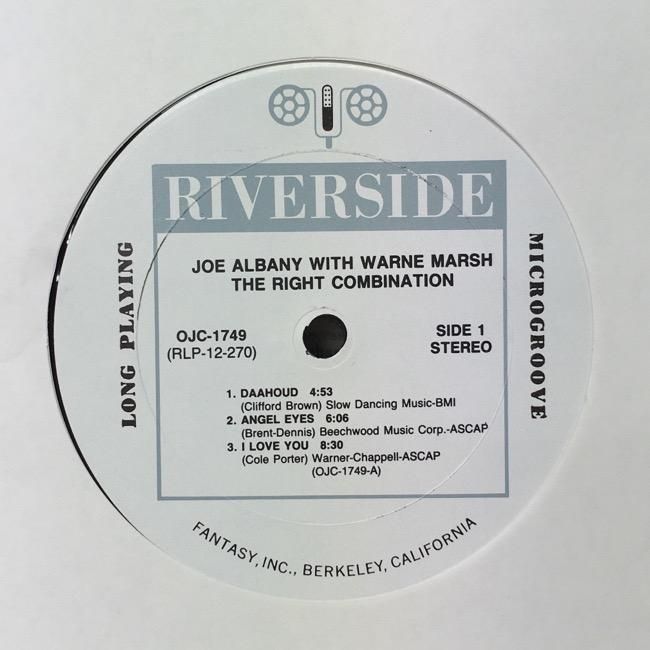 RIVERSIDE
JOE ALBANY WITH WARNE MARSH
THE RIGHT COMBINATION
LONG PLAYING
MICROGROOVE
OJC-1749
(RLP-12-270)
SIDE 1
STEREO
1. DAAHOUD 4:53
(Clifford Brown) Slow Dancing Music-BMI
2. ANGEL EYES 6:06
(Brent-Dennis) Beechwood Music Corp.-ASCAP
3. I LOVE YOU 8:30
(Cole Porter) Warner-Chappell-ASCAP
(OJC-1749-A)
FANTASY, INC., BERKELEY, CALIFORNIA